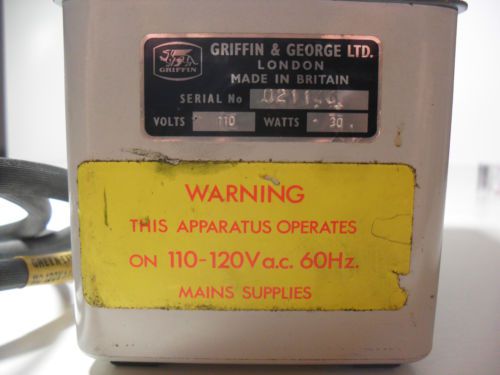 GRIFFIN & GEORGE LTD.
GRIFFIN
LONDON
MADE IN BRITAIN
SERIAL No
VOLTS 110 WATTS 30
WARNING
THIS APPARATUS OPERATES
ON 110-120V a.c. 60Hz.
MAINS SUPPLIES